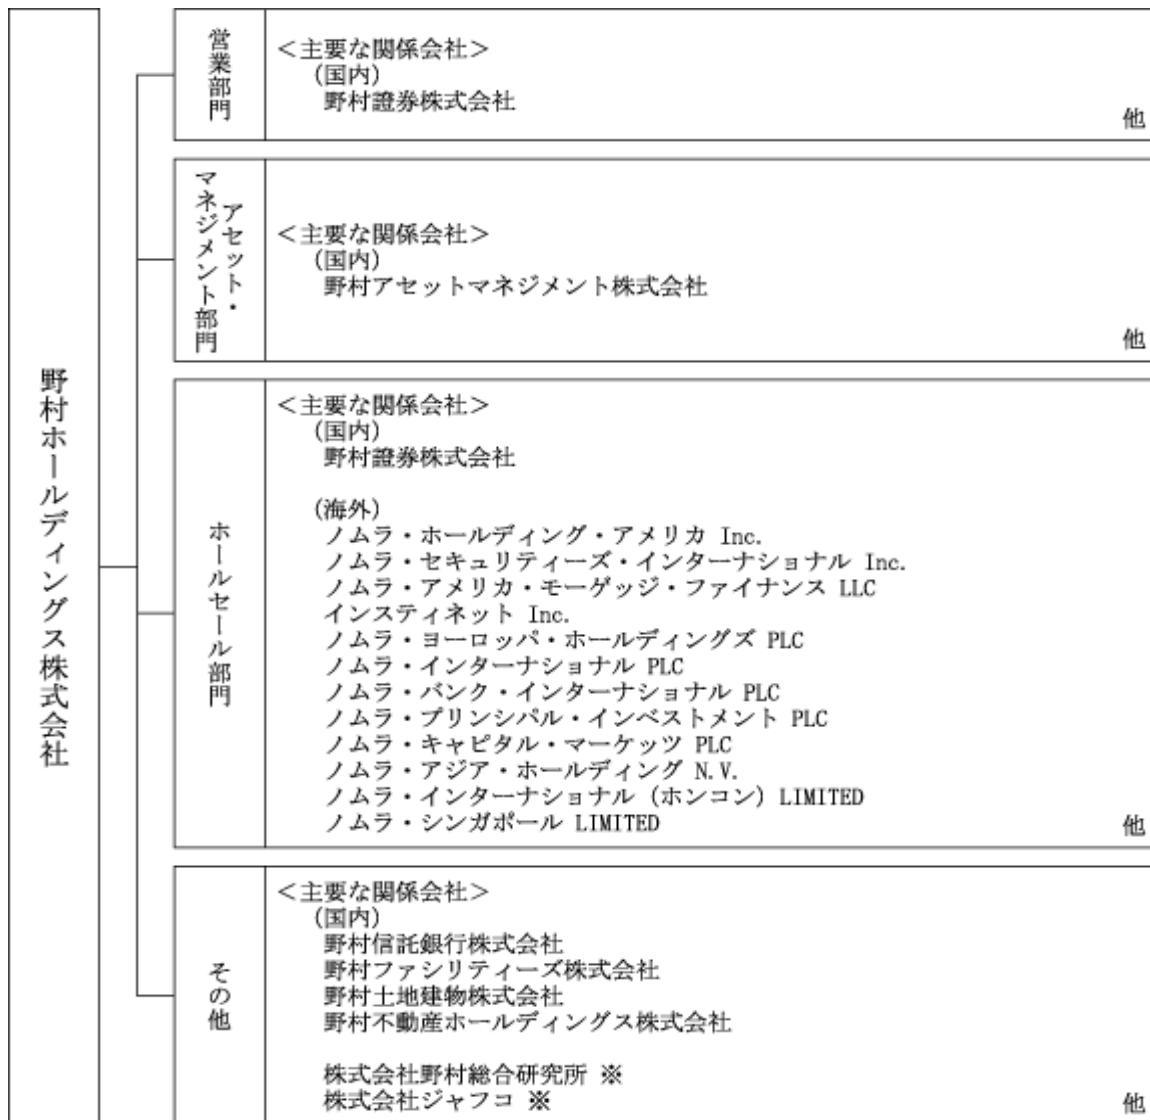 野村ホールディングス株式会社
営業部門
＜主要な関係会社＞
(国内)
野村證券株式会社
他
アセット・
マネジメント部門
＜主要な関係会社＞
(国内)
野村アセットマネジメント株式会社
他
ホールセール部門
＜主要な関係会社＞
(国内)
野村證券株式会社
(海外)
ノムラ・ホールディング・アメリカ Inc.
ノムラ・セキュリティーズ・インターナショナル Inc.
ノムラ・アメリカ・モーゲッジ・ファイナンス LLC
インスティネット Inc.
ノムラ・ヨーロッパ・ホールディングズ PLC
ノムラ・インターナショナル PLC
ノムラ・バンク・インターナショナル PLC
ノムラ・プリンシパル・インベストメント PLC
ノムラ・キャピタル・マーケッツ PLC
ノムラ・アジア・ホールディング N.V.
ノムラ・インターナショナル (ホンコン) LIMITED
ノムラ・シンガポール LIMITED
他
その他
＜主要な関係会社＞
(国内)
野村信託銀行株式会社
野村ファシリティーズ株式会社
野村土地建物株式会社
野村不動産ホールディングス株式会社
株式会社野村総合研究所 ※
株式会社ジャフコ ※
他